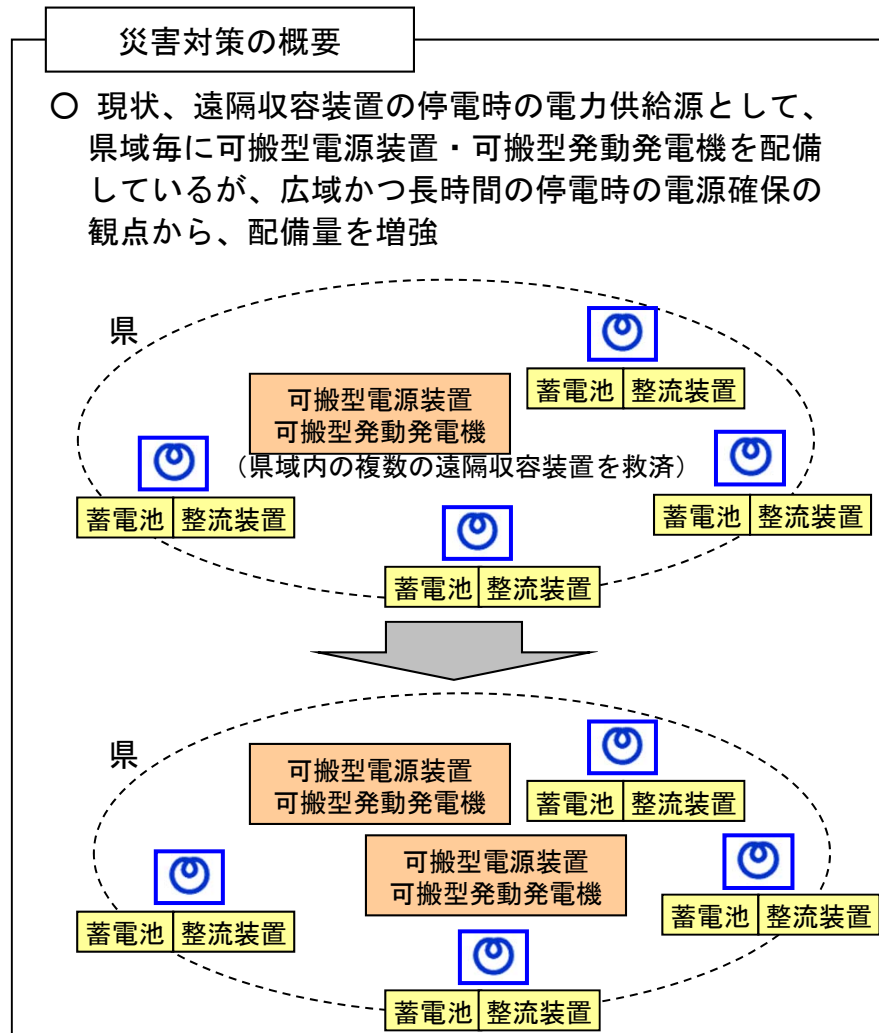 災害対策の概要
〇 現状、遠隔収容装置の停電時の電力供給源として、
県域毎に可搬型電源装置・可搬型発動発電機を配備
しているが、広域かつ長時間の停電時の電源確保の
観点から、配備量を増強
県
可搬型電源装置
可搬型発動発電機
(県域内の複数の遠隔収容装置を救済)
蓄電池 整流装置
蓄電池 整流装置
蓄電池 整流装置
蓄電池 整流装置
県
可搬型電源装置
可搬型発動発電機
蓄電池 整流装置
可搬型電源装置
可搬型発動発電機
蓄電池 整流装置
蓄電池 整流装置
蓄電池 整流装置